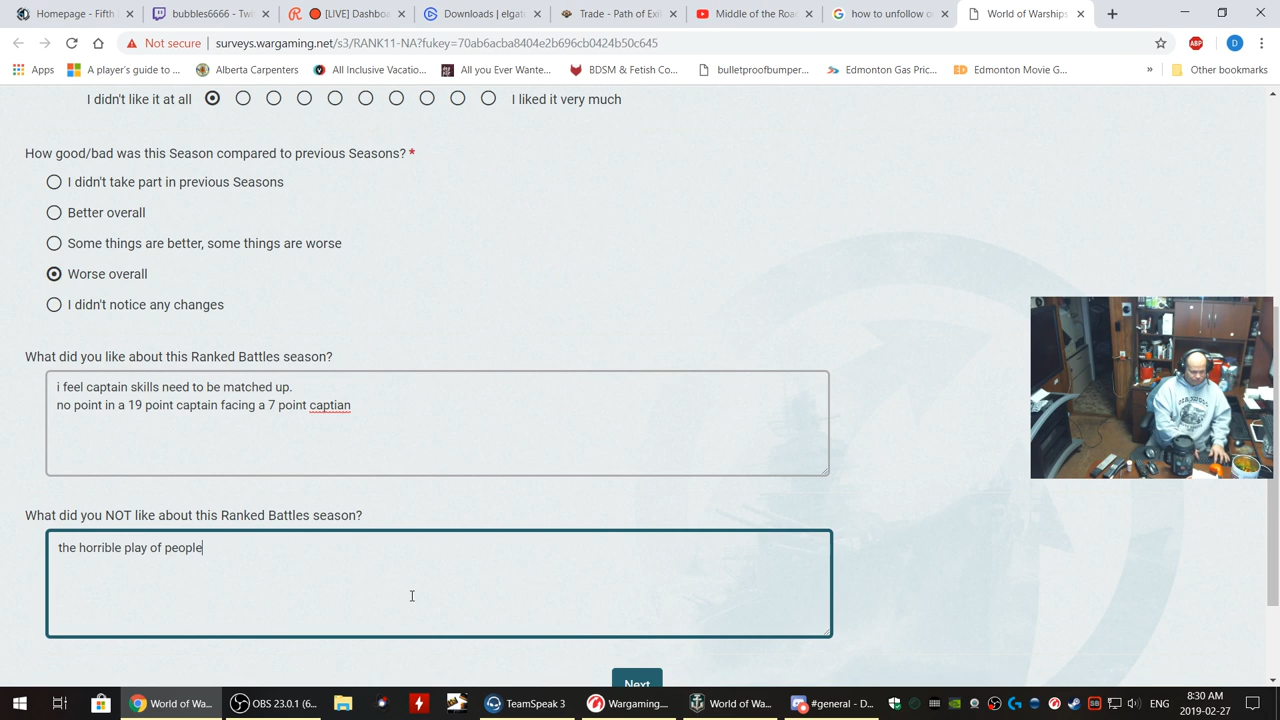 Homepage - Fifth
bubbles6666 - Twi
[LIVE] Dashboa
Downloads | elgat
Trade - Path of Exil
Middle of the Roa
how to unfollow o
World of Warships
Not secure
surveys.wargaming.net/s3/RANK11-NA?fukey=70ab6acba8404e2b696cb0424b50c645
ABP
D
Apps
A player's guide to ...
Alberta Carpenters
All Inclusive Vacatio...
All you Ever Wante...
BDSM & Fetish Co...
bulletproofbumper...
Edmonton Gas Pric...
Edmonton Movie G...
»
Other bookmarks
I didn't like it at all
I liked it very much
How good/bad was this Season compared to previous Seasons? *
I didn't take part in previous Seasons
Better overall
Some things are better, some things are worse
Worse overall
I didn't notice any changes
What did you like about this Ranked Battles season?
i feel captain skills need to be matched up.
no point in a 19 point captain facing a 7 point captian
What did you NOT like about this Ranked Battles season?
the horrible play of people
Next
World of Wa...
OBS 23.0.1 (6...
TeamSpeak 3
Wargaming....
World of Wa...
#general - D...
ENG
8:30 AM
2019-02-27